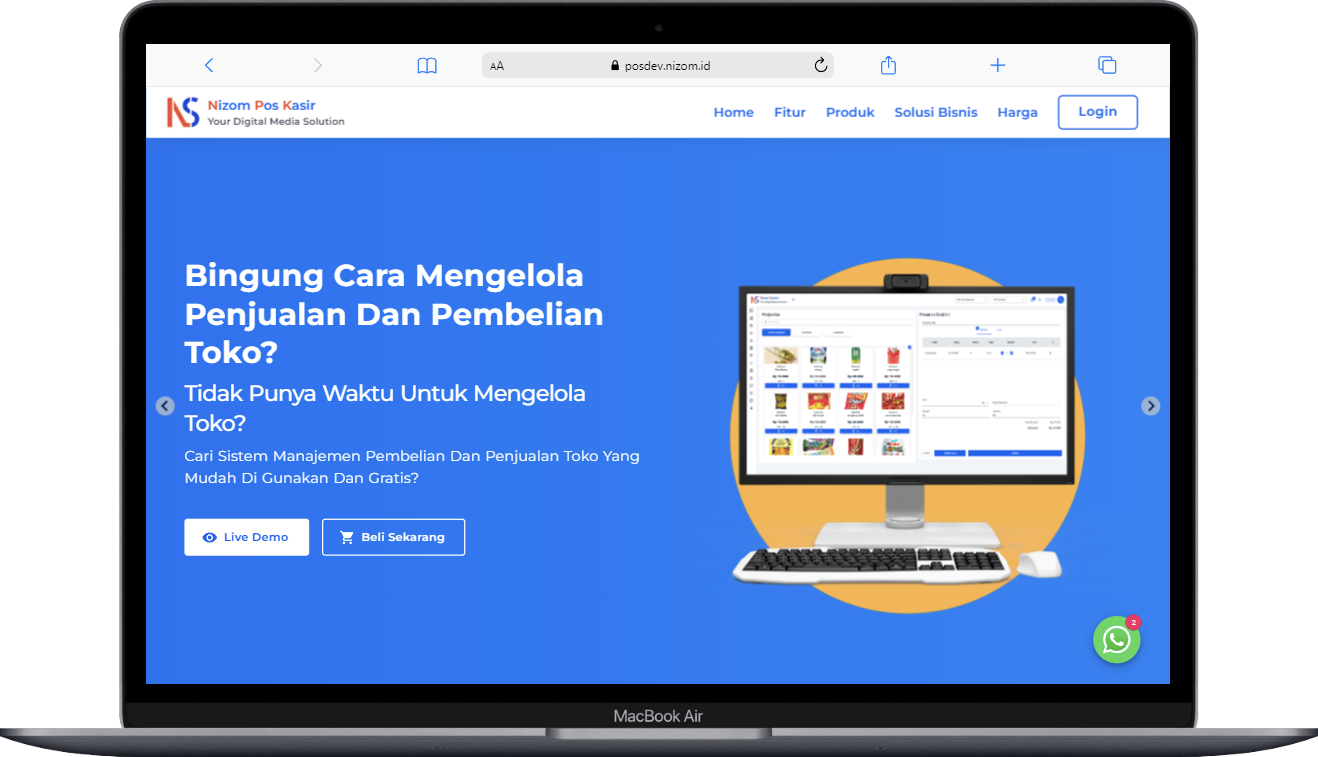 AA
posdev.nizom.id
Nizom Pos Kasir
Your Digital Media Solution
Home
Fitur
Produk
Solusi Bisnis
Harga
Login
Bingung Cara Mengelola
Penjualan Dan Pembelian
Toko?
Tidak Punya Waktu Untuk Mengelola
Toko?
Cari Sistem Manajemen Pembelian Dan Penjualan Toko Yang
Mudah Di Gunakan Dan Gratis?
Live Demo
Beli Sekarang
NS
Penjualan
2
MacBook Air